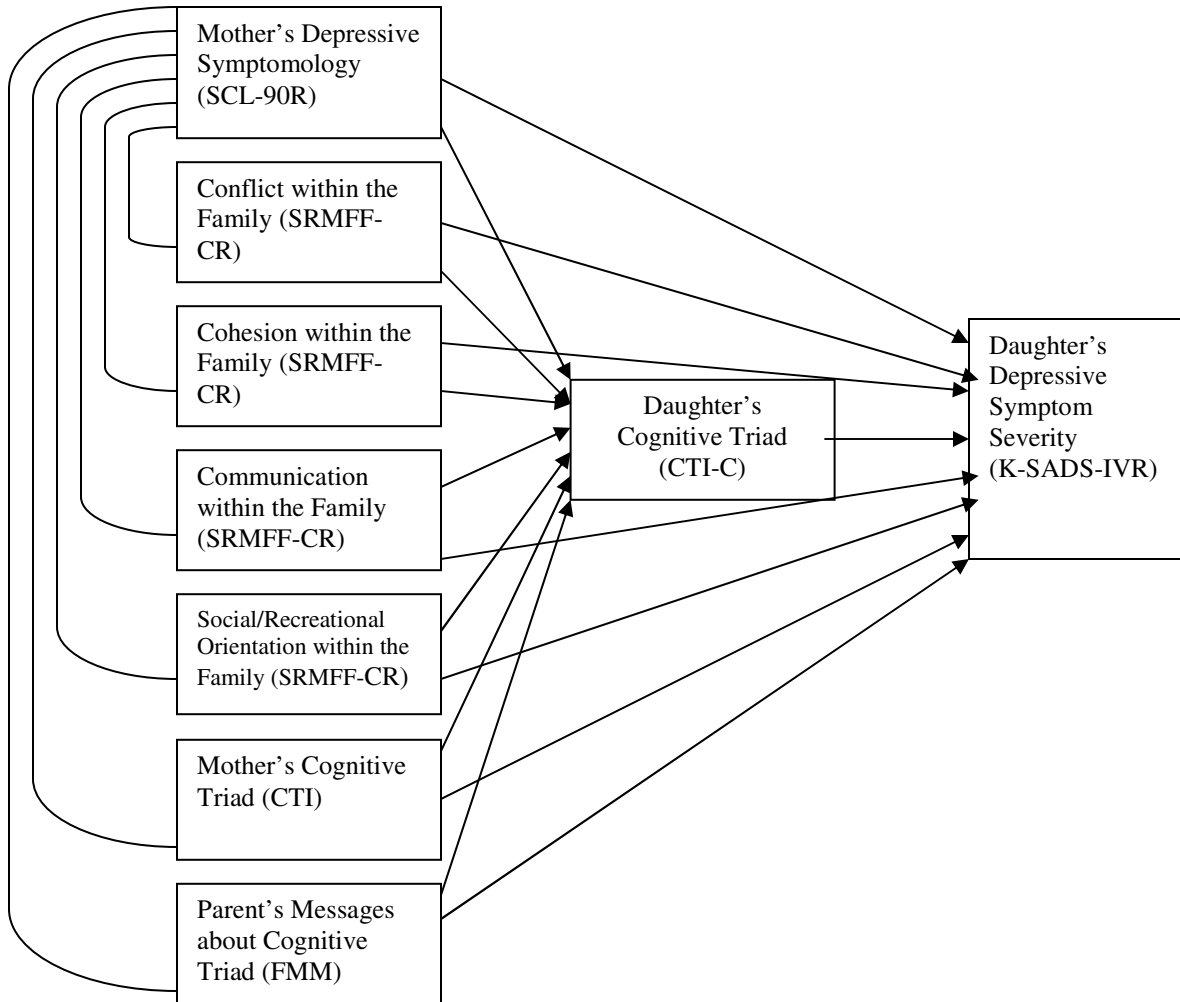 Mother’s Depressive
Symptomology
(SCL-90R)
Conflict within the
Family (SRMFF-
CR)
Cohesion within the
Family (SRMFF-
CR)
Communication
within the Family
(SRMFF-CR)
Social/Recreational
Orientation within the
Family (SRMFF-CR)
Mother’s Cognitive
Triad (CTI)
Parent’s Messages
about Cognitive
Triad (FMM)
Daughter’s
Cognitive Triad
(CTI-C)
Daughter’s
Depressive
Symptom
Severity
(K-SADS-IVR)